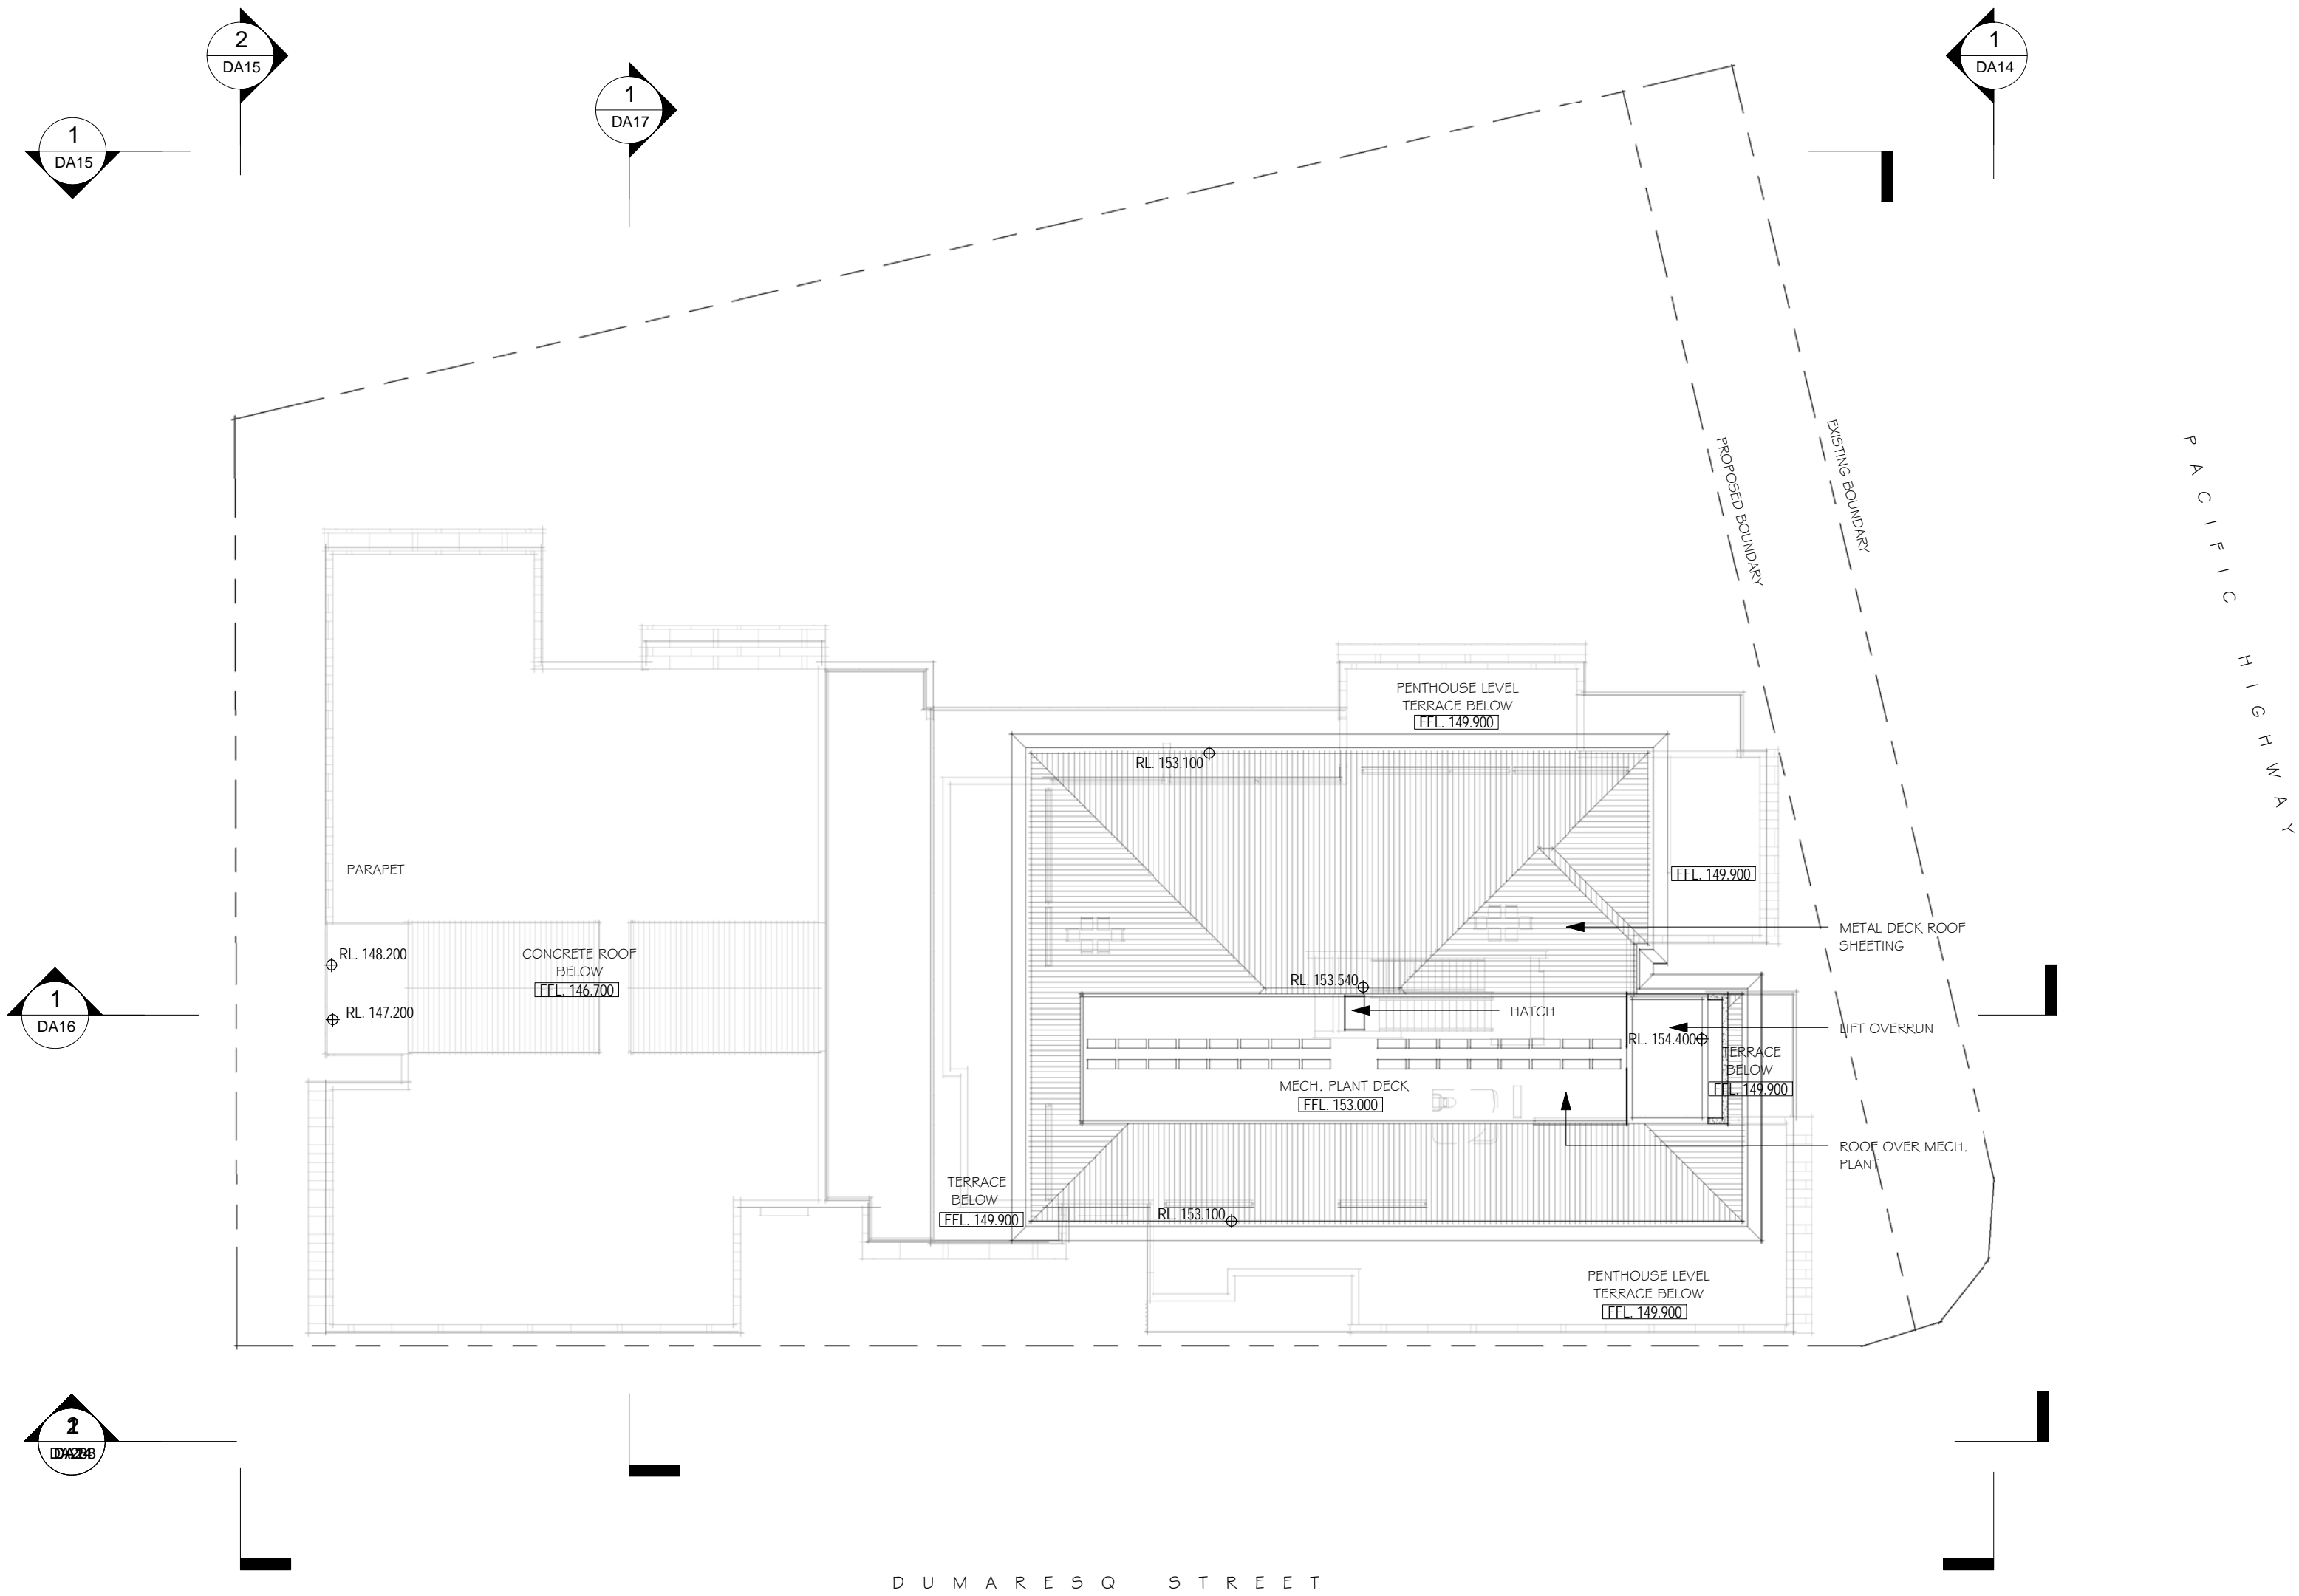 2
DA15
1
DA14
1
DA17
1
DA15
EXISTING BOUNDARY
PROPOSED BOUNDARY
PACIFIC HIGHWAY
PENTHOUSE LEVEL
TERRACE BELOW
FFL. 149.900
RL. 153.100
PARAPET
FFL. 149.900
METAL DECK ROOF
SHEETING
RL. 148.200
CONCRETE ROOF
BELOW
FFL. 146.700
RL. 153.540
1
DA16
RL. 147.200
HATCH
LIFT OVERRUN
RL. 154.400
TERRACE
BELOW
FFL. 149.900
MECH. PLANT DECK
FFL. 153.000
ROOF OVER MECH.
PLANT
TERRACE
BELOW
FFL. 149.900
RL. 153.100
PENTHOUSE LEVEL
TERRACE BELOW
FFL. 149.900
DUMARESQ STREET